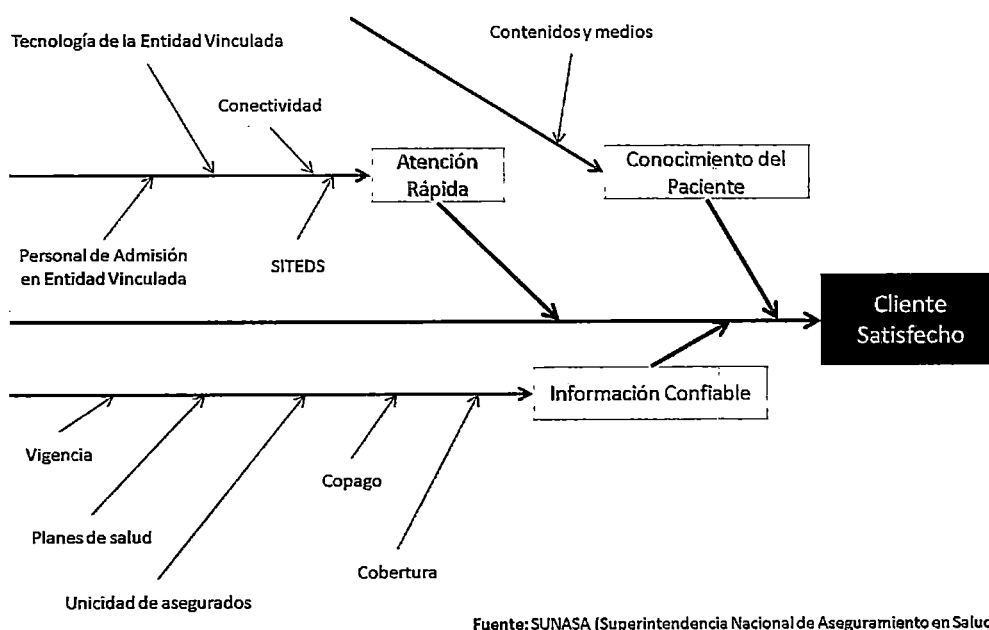 Tecnología de la Entidad Vinculada
Contenidos y medios
Conectividad
Atención
Rápida
Conocimiento del
Paciente
Personal de Admisión
en Entidad Vinculada
SITEDS
Cliente
Satisfecho
Información Confiable
Vigencia
Copago
Planes de salud
Cobertura
Unicidad de asegurados
Fuente: SUNASA (Superintendencia Nacional de Aseguramiento en Salud